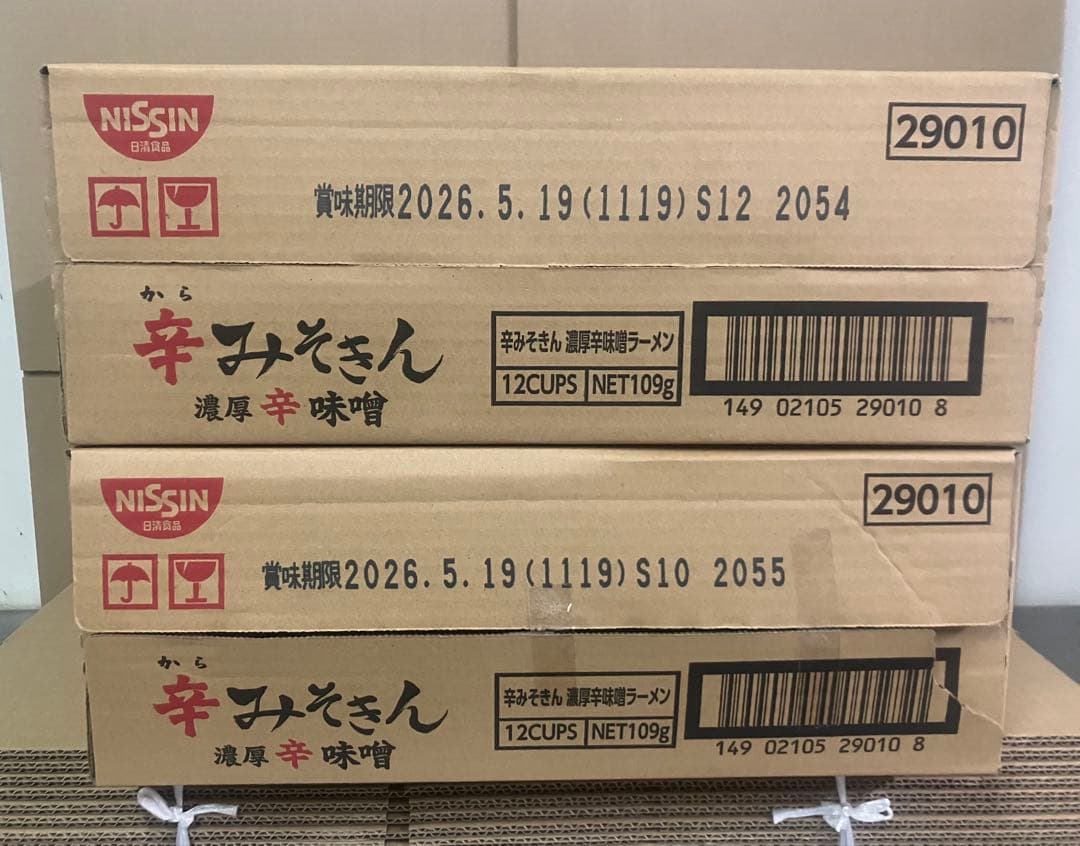 NISSIN
日清食品
29010
賞味期限2026.5.19(1119)S12 2054
から
辛みそきん
濃厚辛味噌
辛みそきん 濃厚辛味噌ラーメン
12CUPS NET109g
149 02105 29010 8
NISSIN
日清食品
29010
賞味期限2026.5.19(1119)S10 2055
から
辛みそきん
濃厚辛味噌
辛みそきん 濃厚辛味噌ラーメン
12CUPS NET109g
149 02105 29010 8